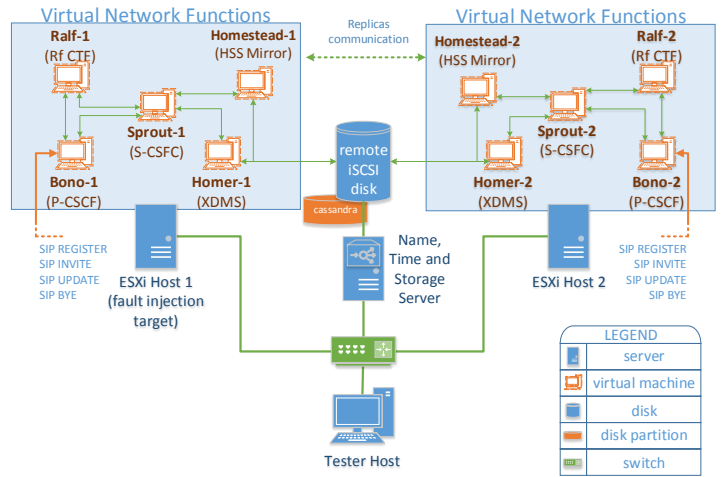 Virtual Network Functions
Ralf-1
(Rf CTF)
Homestead-1
(HSS Mirror)
Sprout-1
(S-CSFC)
Bono-1
(P-CSCF)
Homer-1
(XDMS)
Replicas
communication
Virtual Network Functions
Homestead-2
(HSS Mirror)
Ralf-2
(Rf CTF)
Sprout-2
(S-CSFC)
Homer-2
(XDMS)
Bono-2
(P-CSCF)
remote
iSCSI
disk
cassandra
SIP REGISTER
SIP INVITE
SIP UPDATE
SIP BYE
ESXi Host 1
(fault injection
target)
Name,
Time and
Storage
Server
ESXi Host 2
SIP REGISTER
SIP INVITE
SIP UPDATE
SIP BYE
Tester Host
LEGEND
server
virtual machine
disk
disk partition
switch